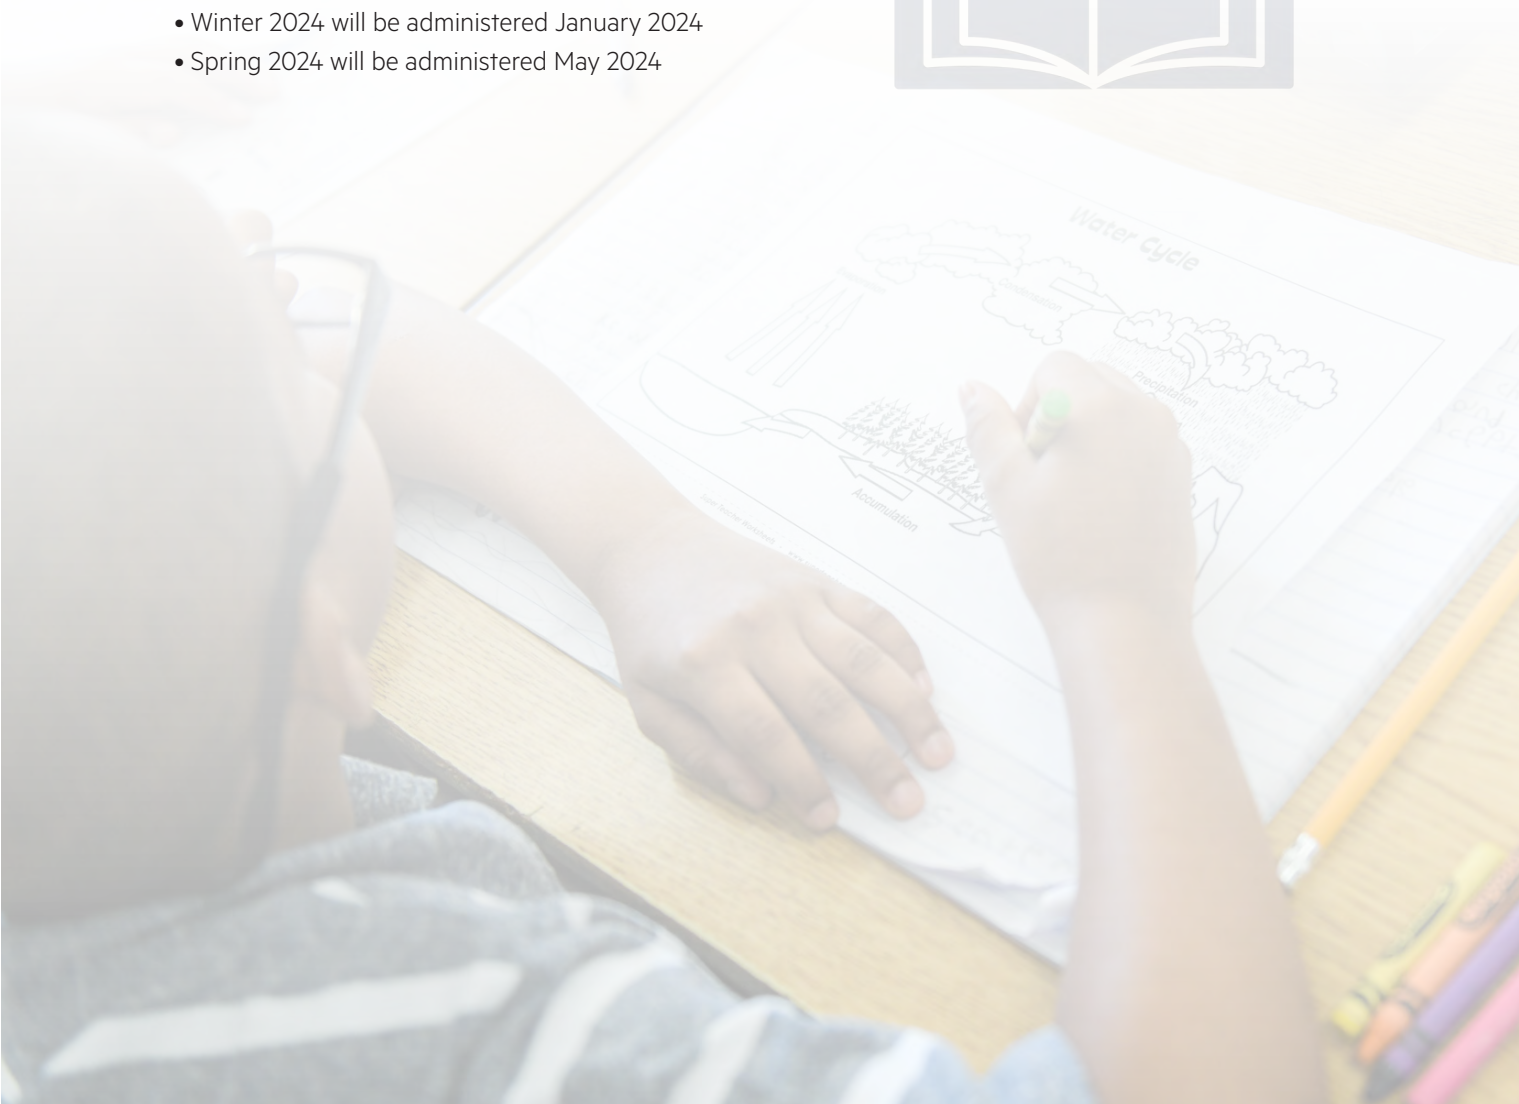 • Winter 2024 will be administered January 2024
• Spring 2024 will be administered May 2024
Water Cycle
Condensation
Precipitation
Accumulation